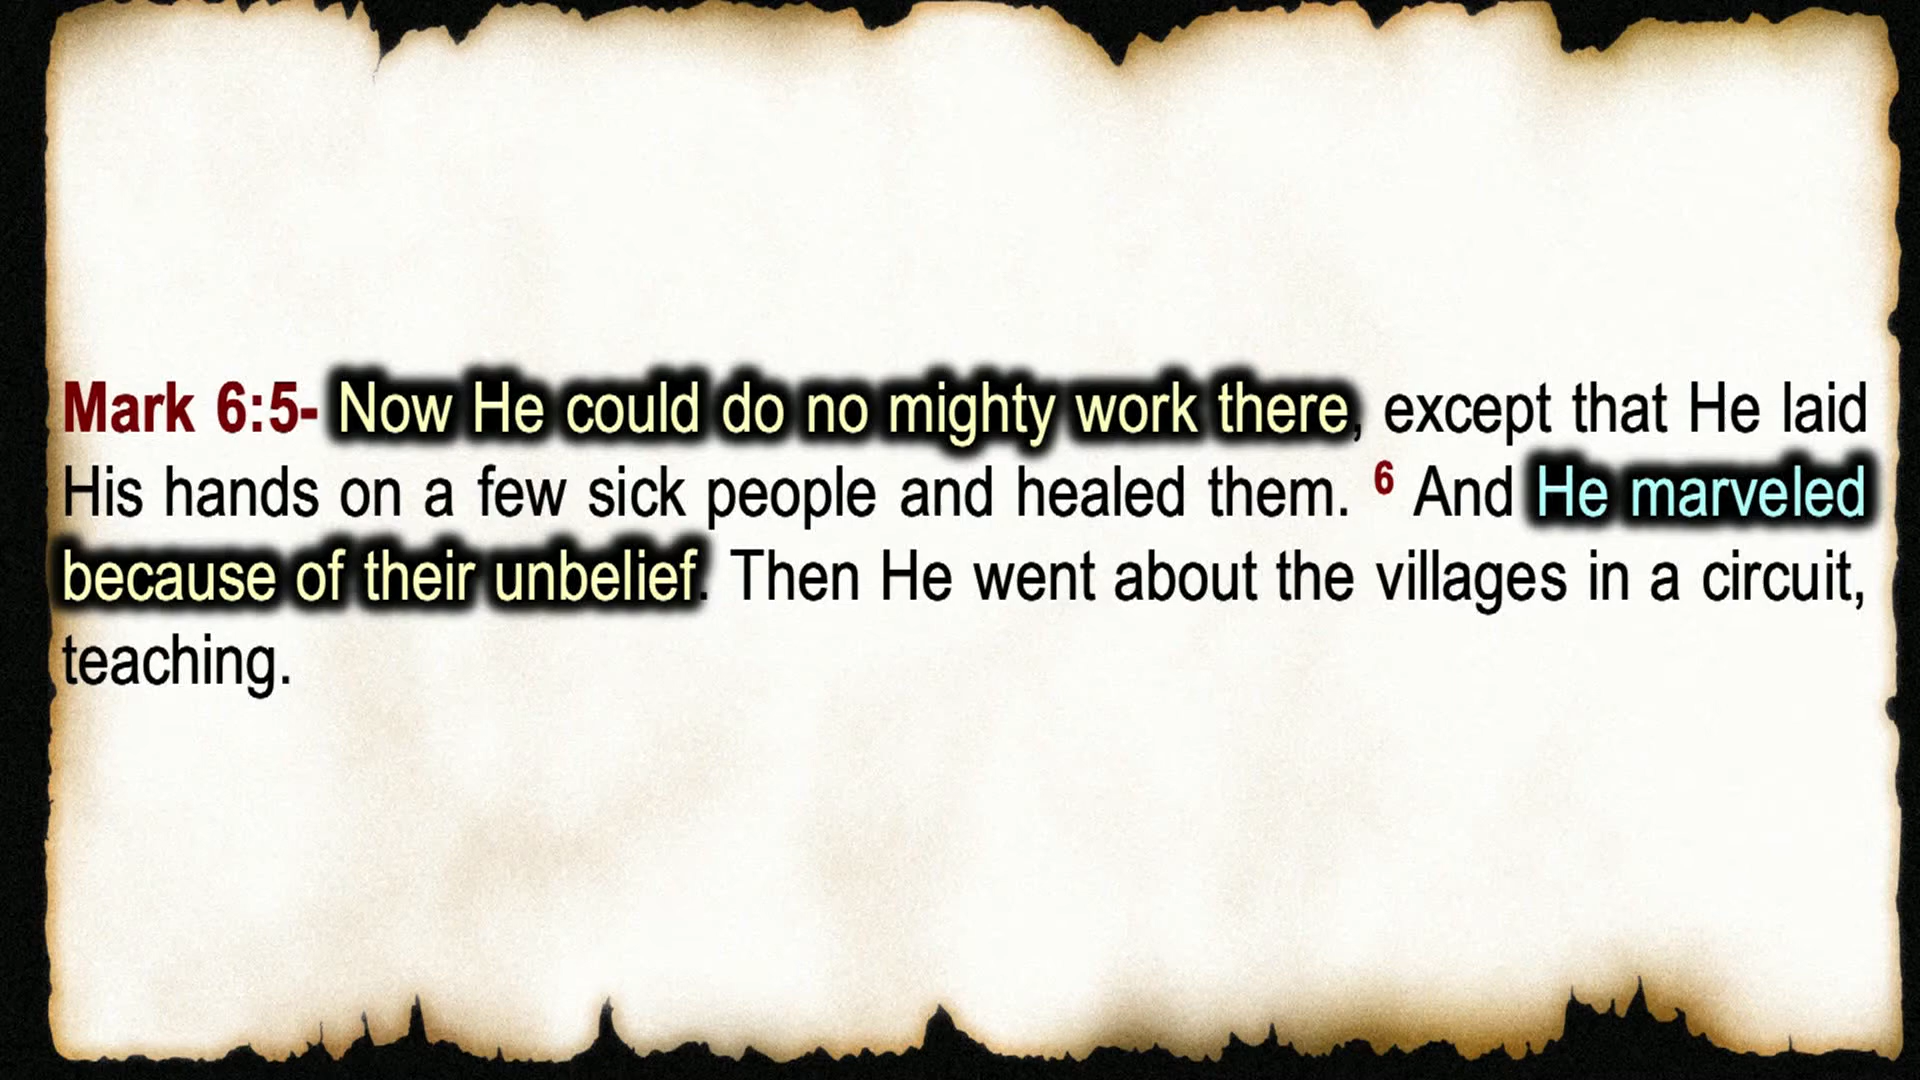 Mark 6:5- Now He could do no mighty work there, except that He laid
His hands on a few sick people and healed them. 6 And He marveled
because of their unbelief. Then He went about the villages in a circuit,
teaching.